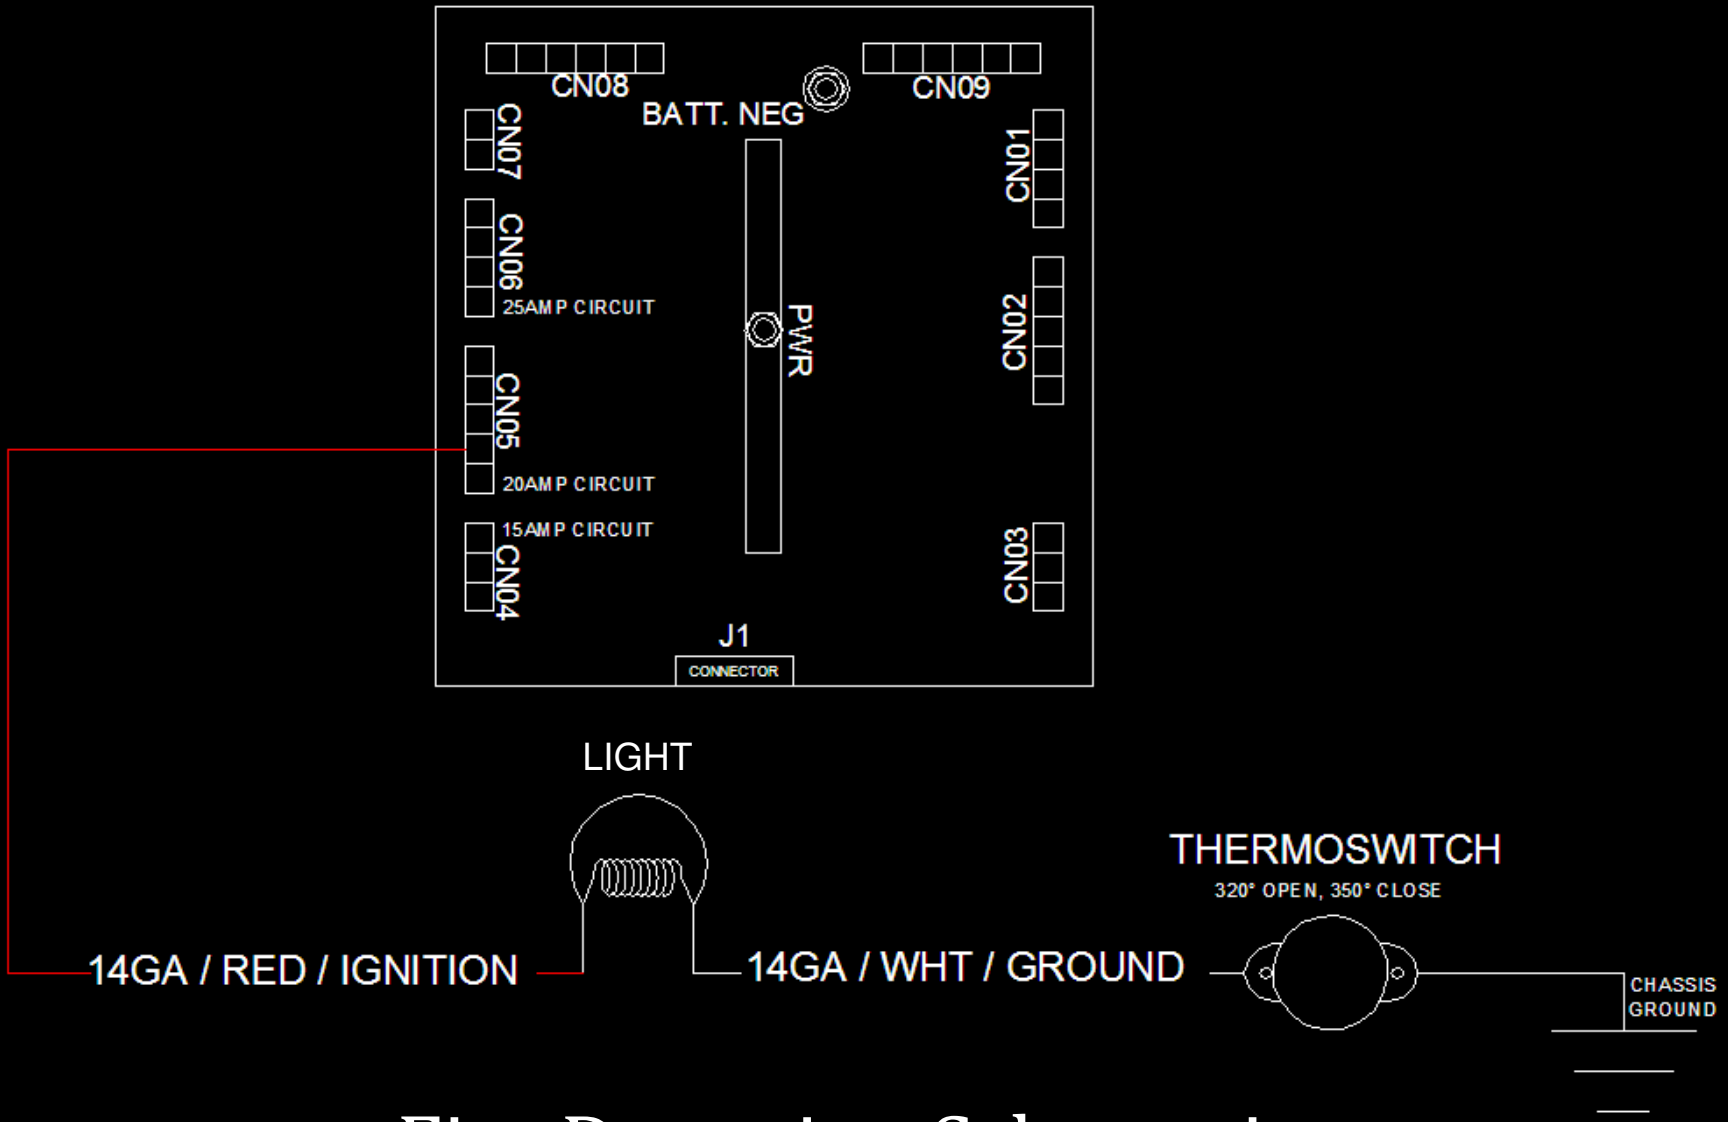 CN08
CN09
BATT. NEG
CN07
CN01
CN06
25AMP CIRCUIT
PWR
CN02
CN05
20AMP CIRCUIT
15AMP CIRCUIT
CN04
CN03
J1
CONNECTOR
LIGHT
THERMOSWITCH
320° OPEN, 350° CLOSE
14GA / RED / IGNITION
14GA / WHT / GROUND
CHASSIS
GROUND